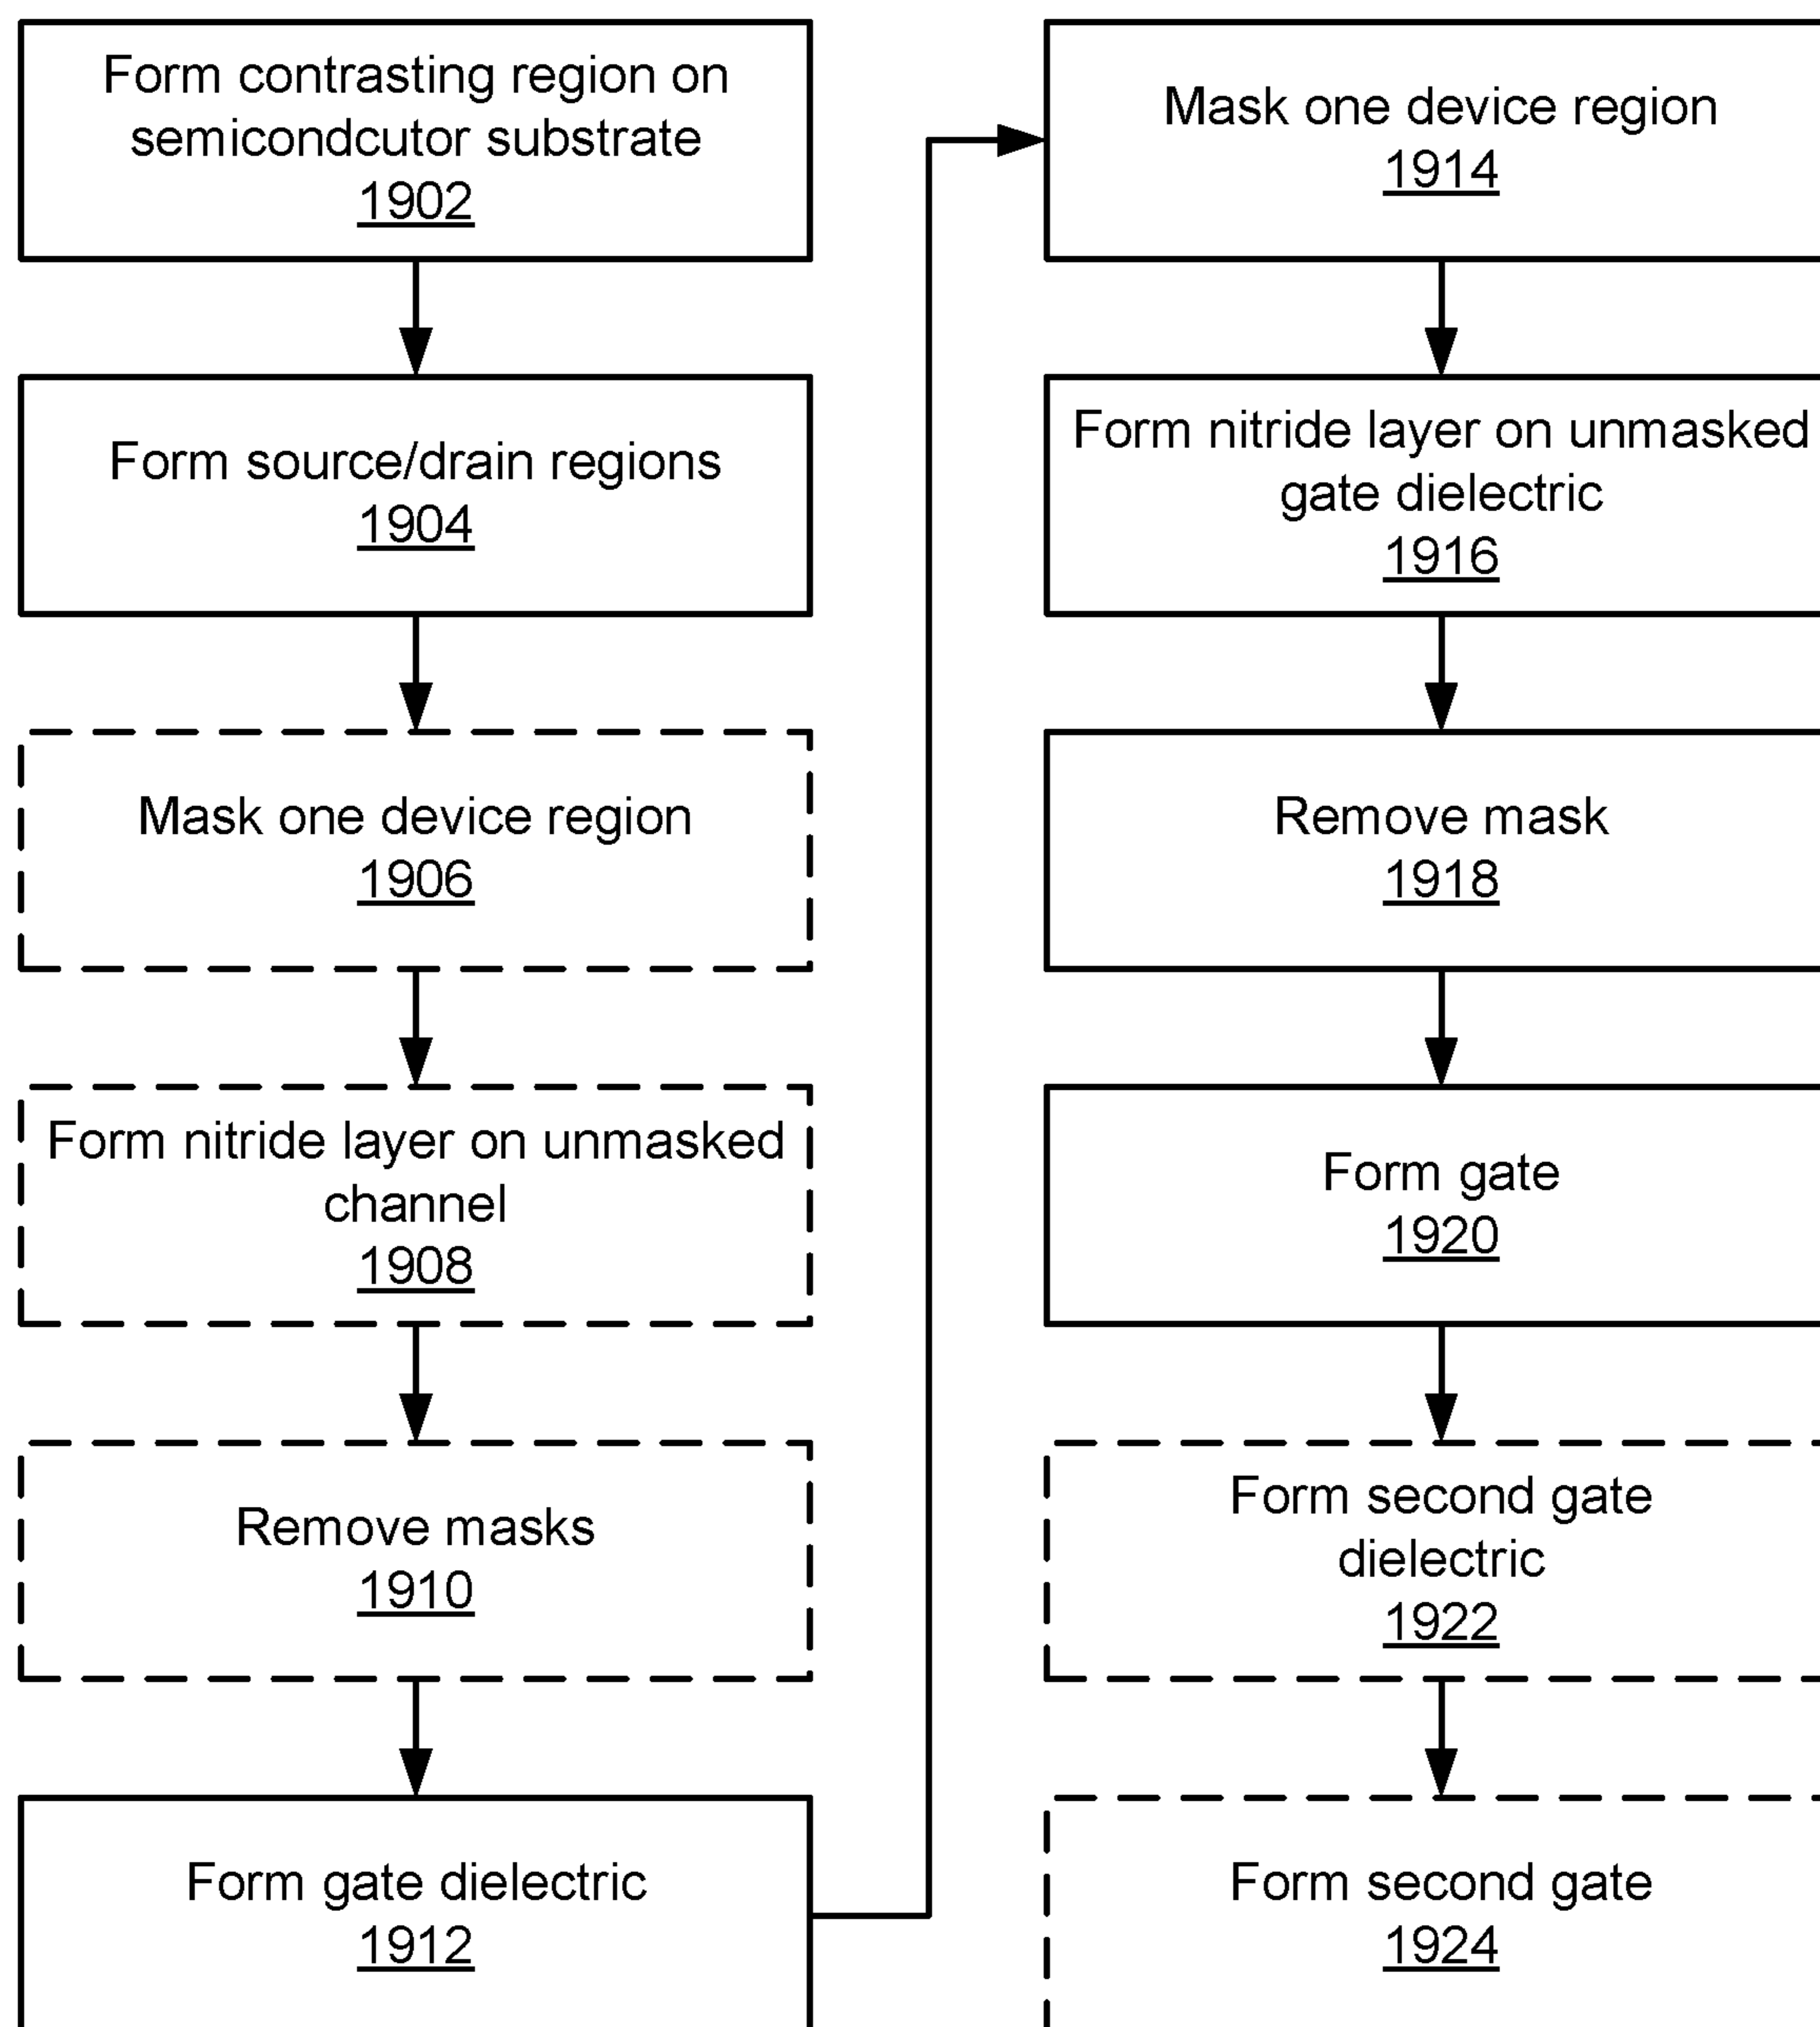 Form contrasting region on
semicondcutor substrate
1902
Form source/drain regions
1904
Mask one device region
1906
Form nitride layer on unmasked
channel
1908
Remove masks
1910
Form gate dielectric
1912
Mask one device region
1914
Form nitride layer on unmasked
gate dielectric
1916
Remove mask
1918
Form gate
1920
Form second gate
dielectric
1922
Form second gate
1924